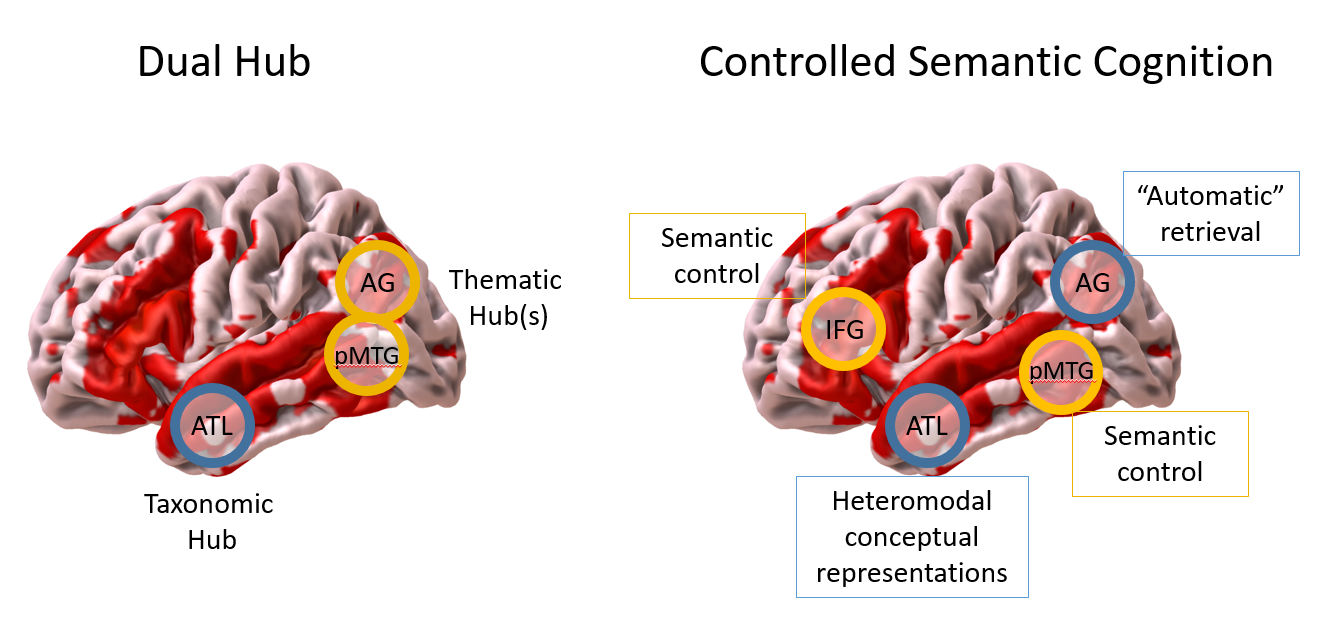 Dual Hub
AG
Thematic
Hub(s)
pMTG
ATL
Taxonomic
Hub
Controlled Semantic Cognition
“Automatic”
retrieval
Semantic
control
AG
IFG
pMTG
ATL
Semantic
control
Heteromodal
conceptual
representations